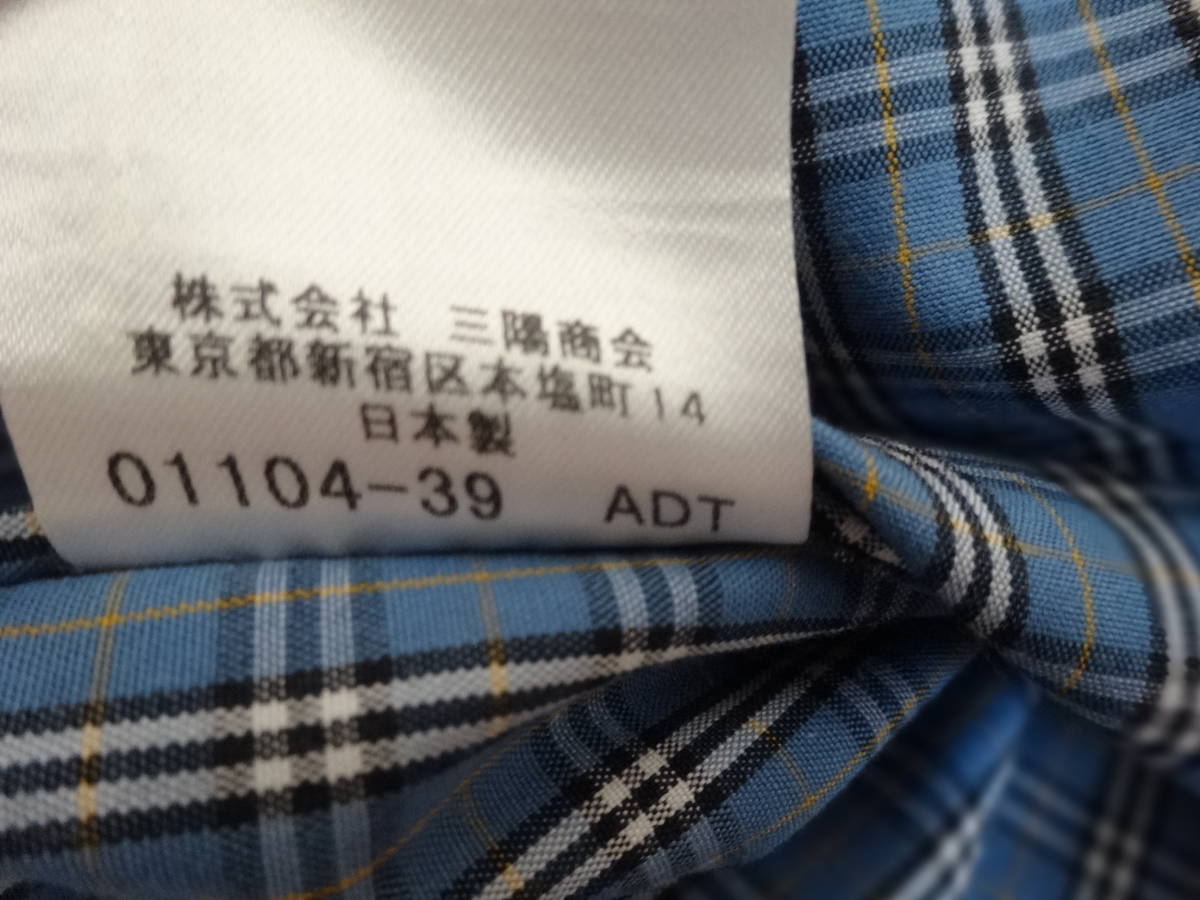 株式会社 三陽商会
東京都新宿区本塩町14
日本製
01104-39 ADT